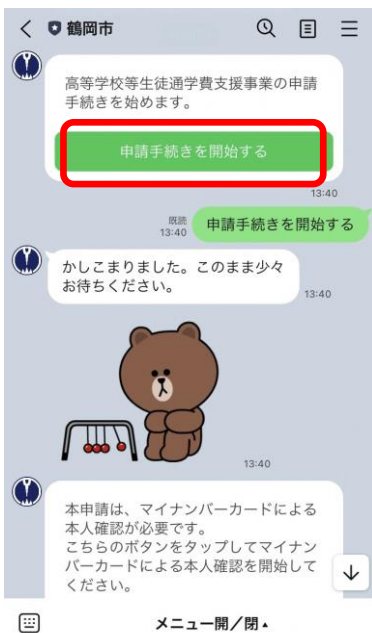 鶴岡市
高等学校等生徒通学費支援事業の申請
手続きを始めます。
申請手続きを開始する
13:40
既読
13:40
申請手続きを開始する
かしこまりました。このまま少々
お待ちください。
13:40
13:40
本申請は、マイナンバーカードによる
本人確認が必要です。
こちらのボタンをタップしてマイナン
バーカードによる本人確認を開始して
ください。
メニュー開/閉▲